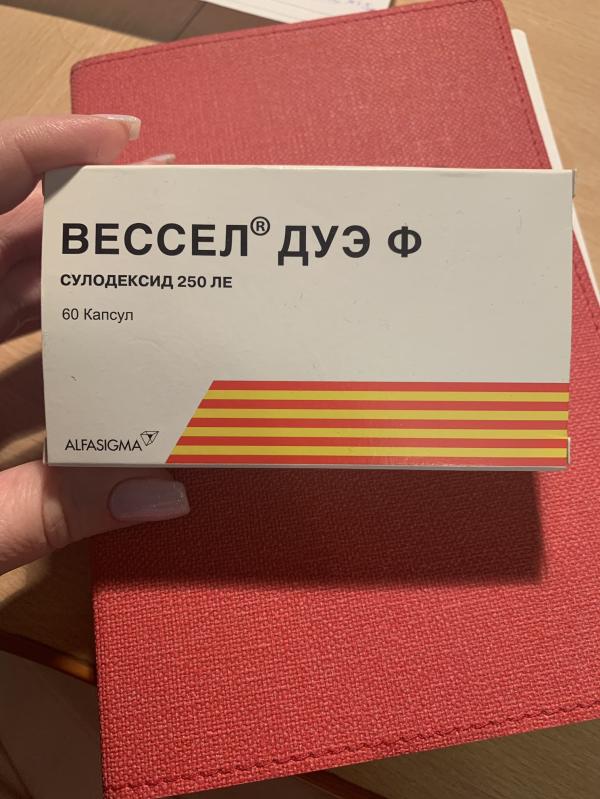 ВЕССЕЛ® ДУЭ Ф
СУЛОДЕКСИД 250 ЛЕ
60 Капсул
ALFASIGMA